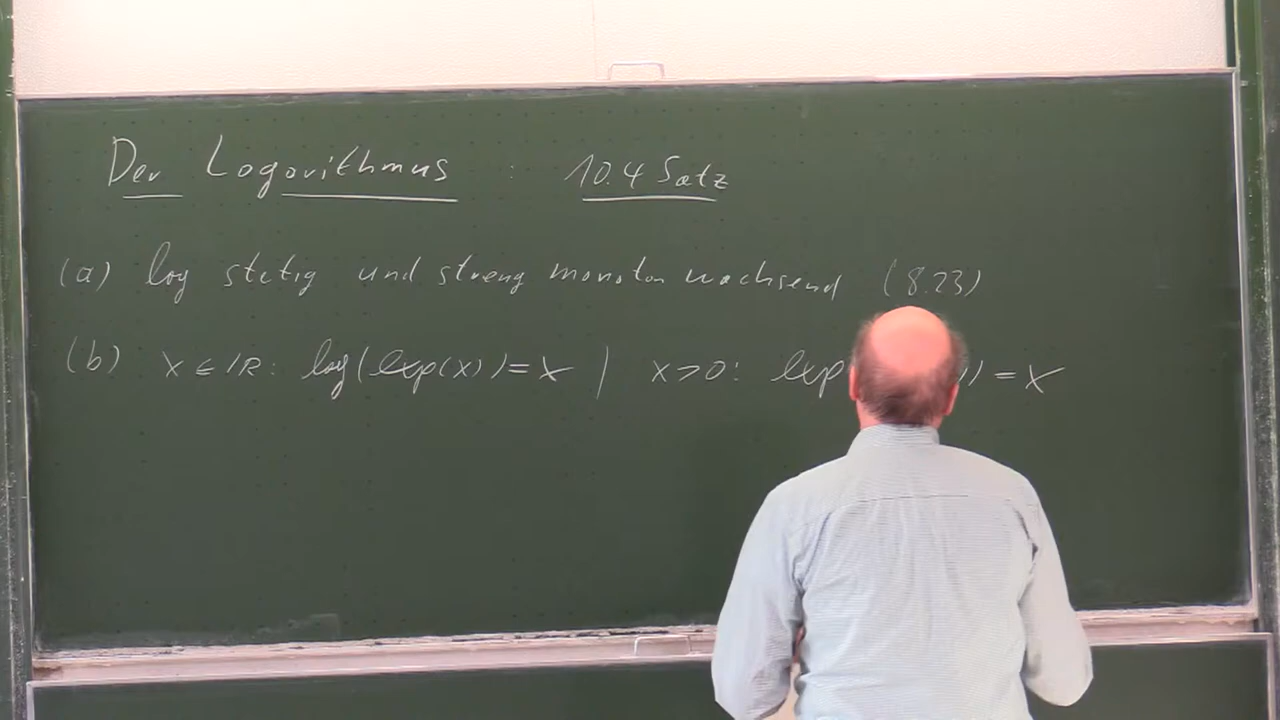 Der Logarithmus : 10.4 Satz
(a) log stetig und streng monoton wachsend (8.23)
(b) x ∈ ℝ: log(exp(x)) = x | x > 0: exp )) = x